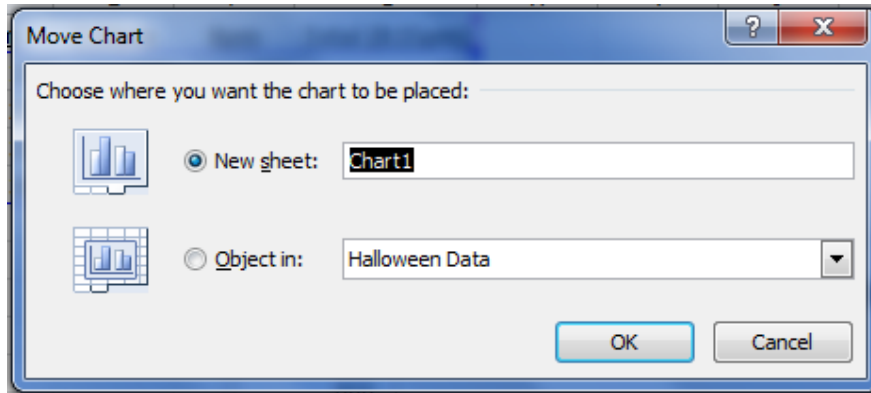 Move Chart
?
X
Choose where you want the chart to be placed:
New sheet:
Chart1
Object in:
Halloween Data
OK
Cancel